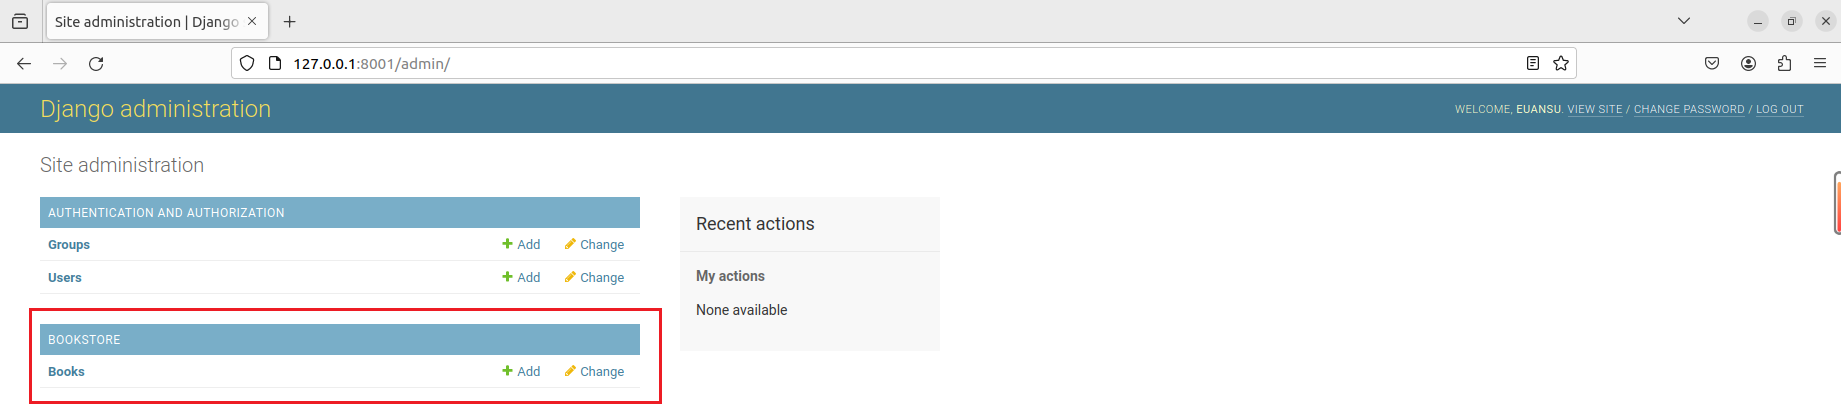 Site administration | Django
127.0.0.1:8001/admin/
Django administration
WELCOME, EUANSU. VIEW SITE / CHANGE PASSWORD / LOG OUT
Site administration
AUTHENTICATION AND AUTHORIZATION
Groups Add Change
Users Add Change
BOOKSTORE
Books Add Change
Recent actions
My actions
None available